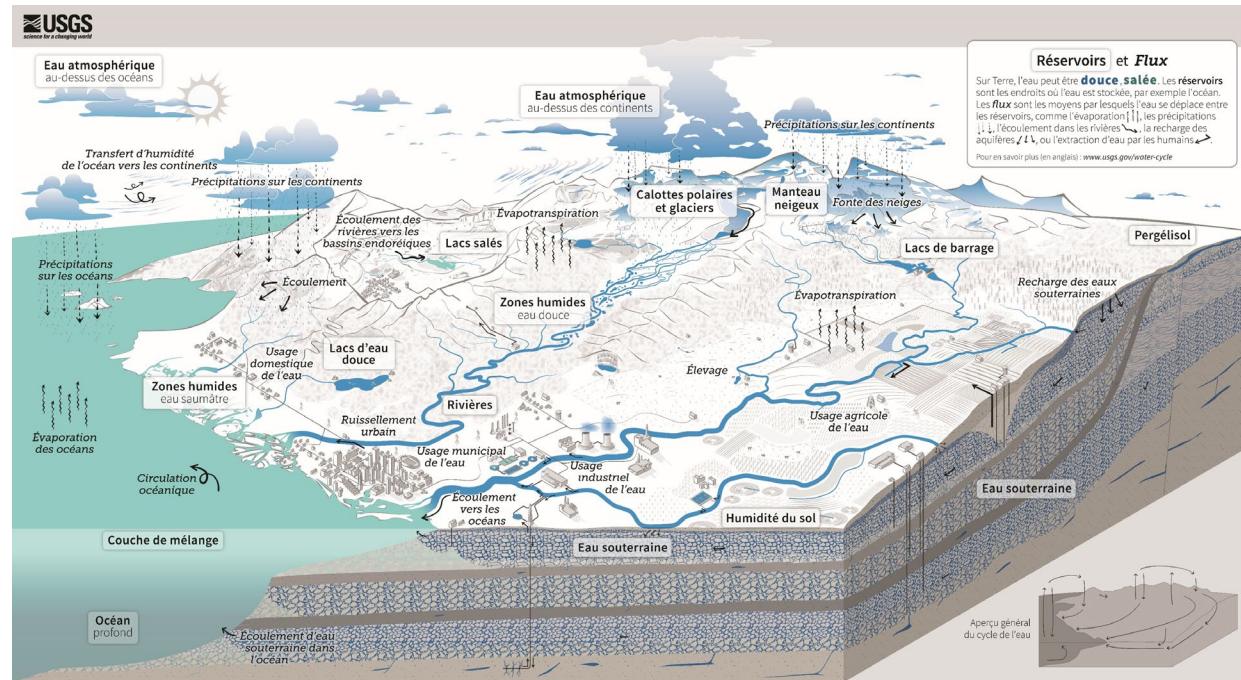 USGS
science for a changing world
Eau atmosphérique
au-dessus des océans
Eau atmosphérique
au-dessus des continents
Réservoirs et Flux
Sur Terre, l'eau peut être douce, salée. Les réservoirs
sont les endroits où l'eau est stockée, par exemple l'océan.
Les flux sont les moyens par lesquels l'eau se déplace entre
les réservoirs, comme l'évaporation, les précipitations
, l'écoulement dans les rivières, la recharge des
aquifères, ou l'extraction d'eau par les humains.
Pour en savoir plus (en anglais) : www.usgs.gov/water-cycle
Précipitations sur les continents
Transfert d'humidité
de l'océan vers les continents
Précipitations sur les continents
Calottes polaires
et glaciers
Manteau
neigeux
Fonte des neiges
Écoulement des
rivières vers les
bassins endoréiques
Évapotranspiration
Lacs salés
Lacs de barrage
Pergélisol
Précipitations
sur les océans
Écoulement
Recharge des eaux
souterraines
Zones humides
eau douce
Évapotranspiration
Usage
domestique
de l'eau
Lacs d'eau
douce
Élevage
Zones humides
eau saumâtre
Rivières
Ruissellement
urbain
Usage agricole
de l'eau
Évaporation
des océans
Usage municipal
de l'eau
Usage
industriel
de l'eau
Circulation
océanique
Écoulement
vers les
océans
Eau souterraine
Humidité du sol
Couche de mélange
Eau souterraine
Océan
profond
Écoulement d'eau
souterraine dans
l'océan
Aperçu général
du cycle de l'eau